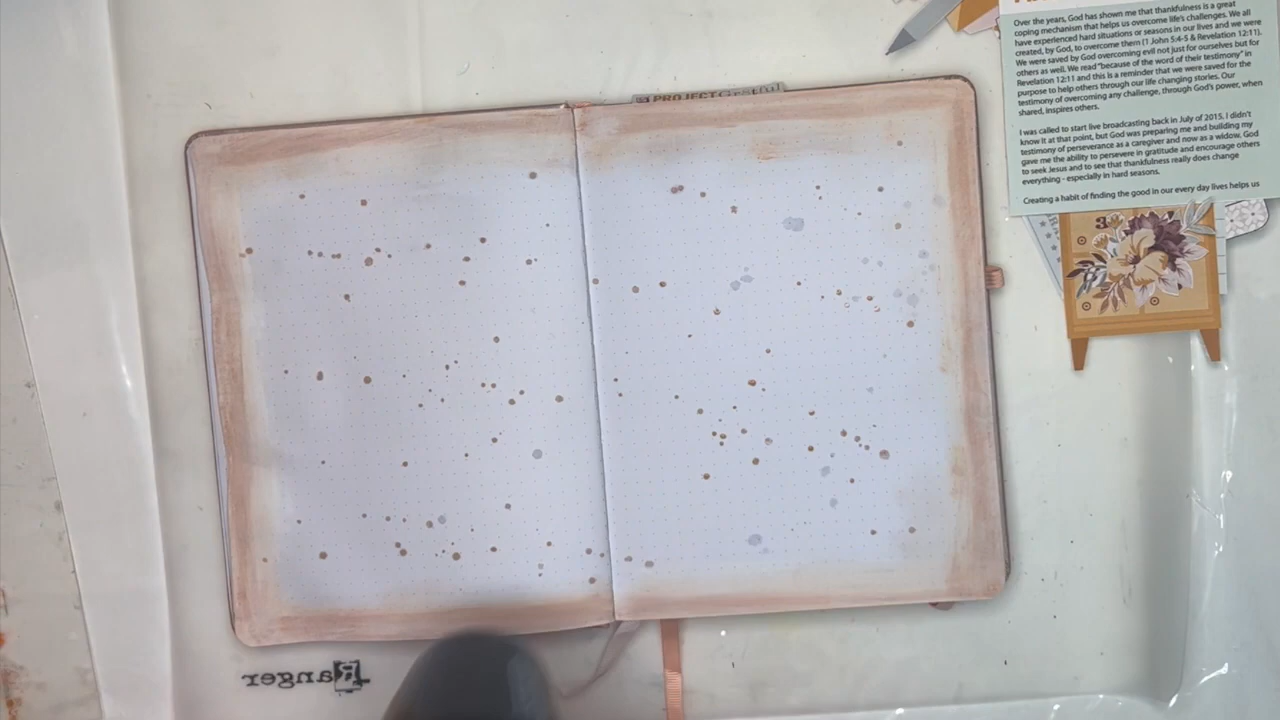 Over the years, God has shown me that thankfulness is a great
coping mechanism that helps us overcome life's challenges. We all
have experienced hard situations or seasons in our lives and we were
created, by God, to overcome them (1 John 5:4-5 & Revelation 12:11).
We were saved by God overcoming evil not just for ourselves but for
others as well. We read "because of the word of their testimony" in
Revelation 12:11 and this is a reminder that we were saved for the
purpose to help others through our life changing stories. Our
testimony of overcoming any challenge, through God's power, when
shared, inspires others.
I was called to start live broadcasting back in July of 2015. I didn't
know it at that point, but God was preparing me and building my
testimony of perseverance as a caregiver and now as a widow, God
gave me the ability to persevere in gratitude and encourage others
to seek Jesus and to see that thankfulness really does change
everything - especially in hard seasons.
Creating a habit of finding the good in our every day lives helps us
PROJECT
3
Ranger